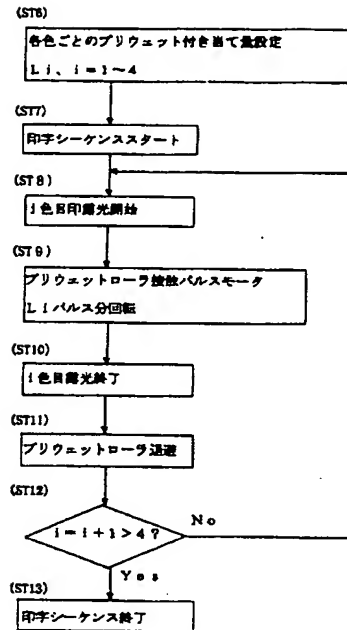 (ST6)
各色ごとのプリウェット付き当て量設定
Li、i=1～4
(ST7)
印字シーケンススタート
(ST8)
i色目印露光開始
(ST9)
プリウェットローラ接触パルスモータ
Liパルス分回転
(ST10)
i色目露光終了
(ST11)
プリウェットローラ退避
(ST12)
i=i+1>4?
No
Yes
(ST13)
印字シーケンス終了